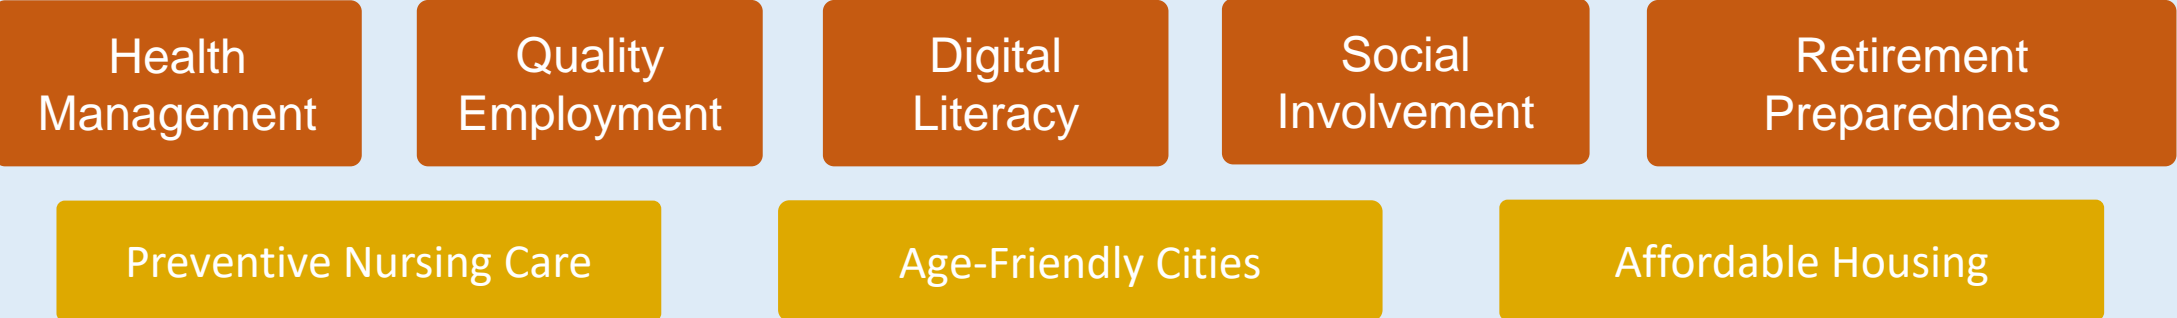 Health
Management
Quality
Employment
Digital
Literacy
Social
Involvement
Retirement
Preparedness
Preventive Nursing Care
Age-Friendly Cities
Affordable Housing